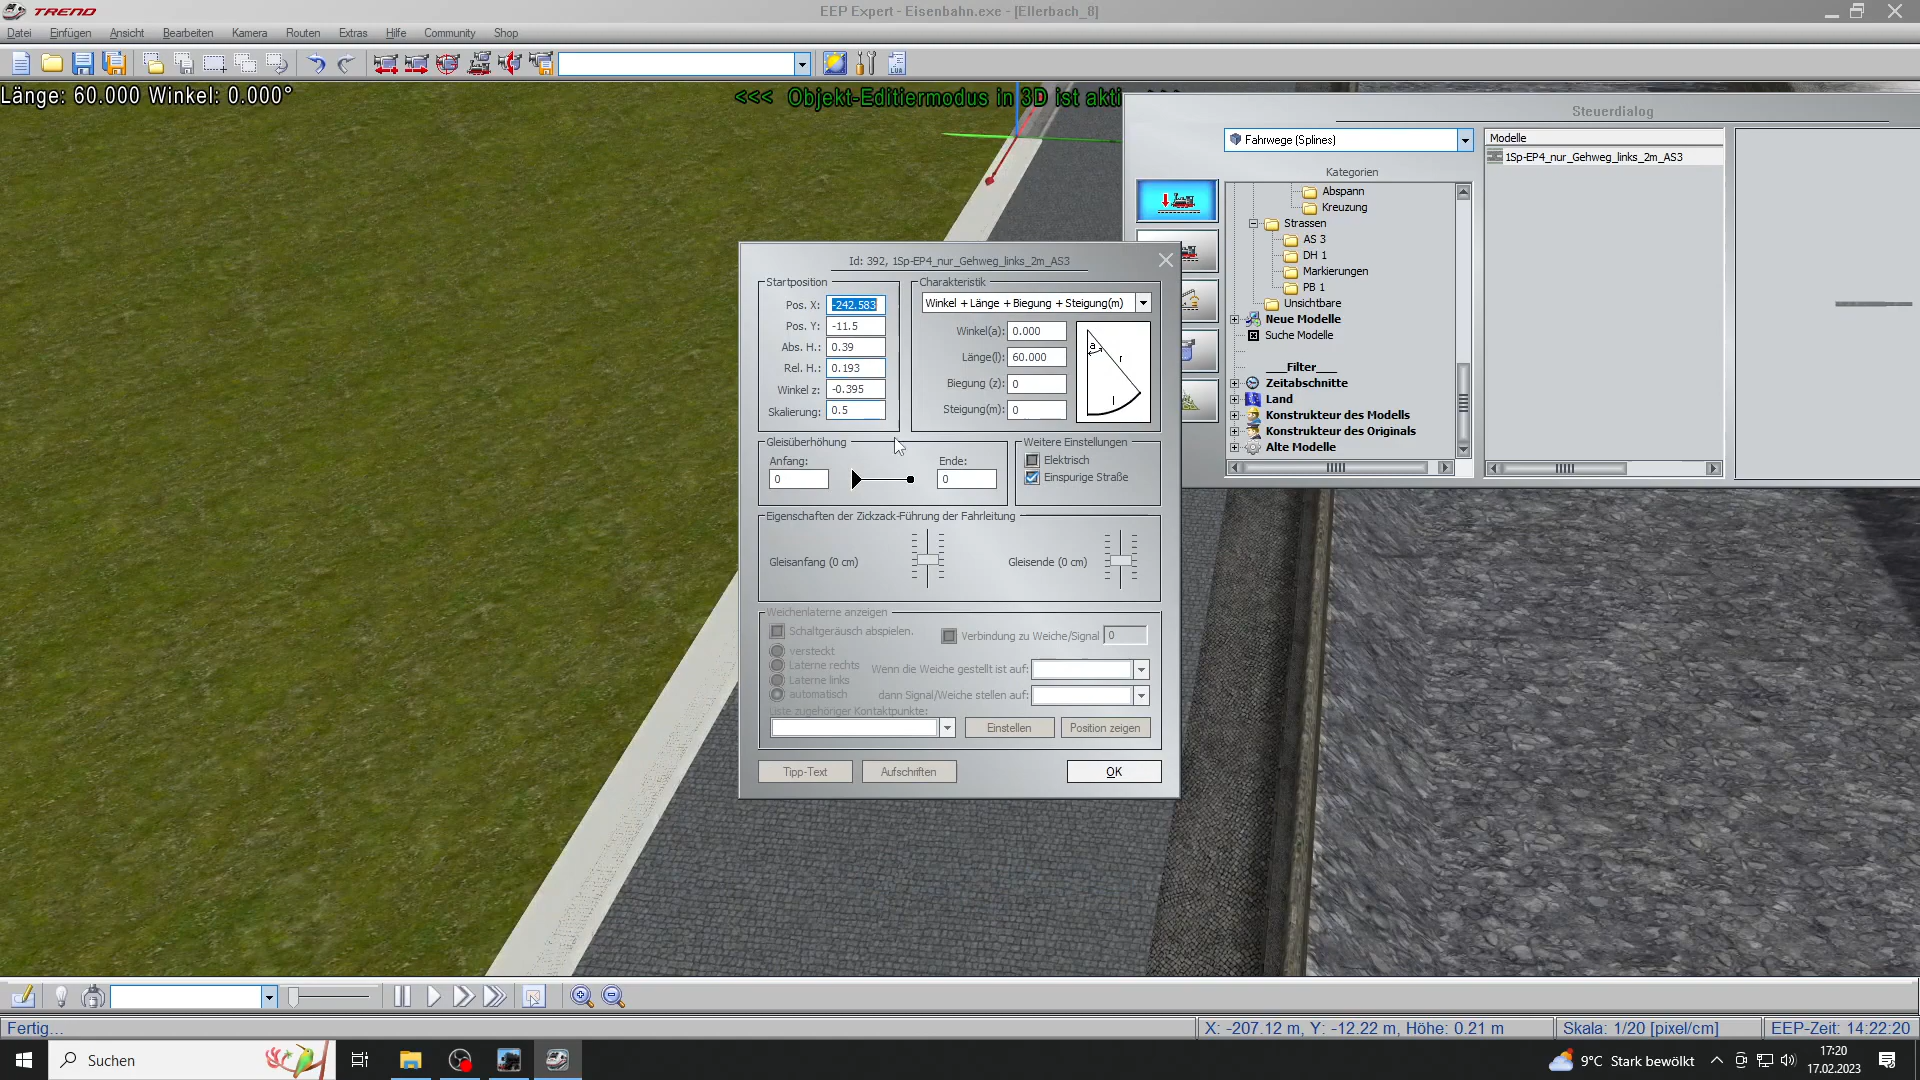 TREND
EEP Expert - Eisenbahn.exe - [Ellerbach_8]
Datei Einfügen Ansicht Bearbeiten Kamera Routen Extras Hilfe Community Shop
LUA
Länge: 60.000 Winkel: 0.000°
<<< Objekt-Editiermodus in 3D ist akti
Steuerdialog
Fahrwege (Splines)
Kategorien
Abspann
Kreuzung
Strassen
AS 3
DH 1
Markierungen
PB 1
Unsichtbare
Neue Modelle
Suche Modelle
___Filter___
Zeitabschnitte
Land
Konstrukteur des Modells
Konstrukteur des Originals
Alte Modelle
Modelle
1Sp-EP4_nur_Gehweg_links_2m_AS3
Id: 392, 1Sp-EP4_nur_Gehweg_links_2m_AS3
Startposition
Pos. X: -242.583
Pos. Y: -11.5
Abs. H.: 0.39
Rel. H.: 0.193
Winkel z: -0.395
Skalierung: 0.5
Charakteristik
Winkel + Länge + Biegung + Steigung(m)
Winkel(a): 0.000
Länge(l): 60.000
Biegung (z): 0
Steigung(m): 0
a
r
l
Gleisüberhöhung
Anfang:
0
Ende:
0
Weitere Einstellungen
Elektrisch
Einspurige Straße
Eigenschaften der Zickzack-Führung der Fahrleitung
Gleisanfang (0 cm)
Gleisende (0 cm)
Weichenlaterne anzeigen
Schaltgeräusch abspielen.
versteckt
Laterne rechts
Laterne links
automatisch
Verbindung zu Weiche/Signal 0
Wenn die Weiche gestellt ist auf:
dann Signal/Weiche stellen auf:
Liste zugehöriger Kontaktpunkte:
Einstellen
Position zeigen
Tipp-Text
Aufschriften
OK
Fertig...
X: -207.12 m, Y: -12.22 m, Höhe: 0.21 m
Skala: 1/20 [pixel/cm]
EEP-Zeit: 14:22:20
Suchen
9°C Stark bewölkt
17:20
17.02.2023